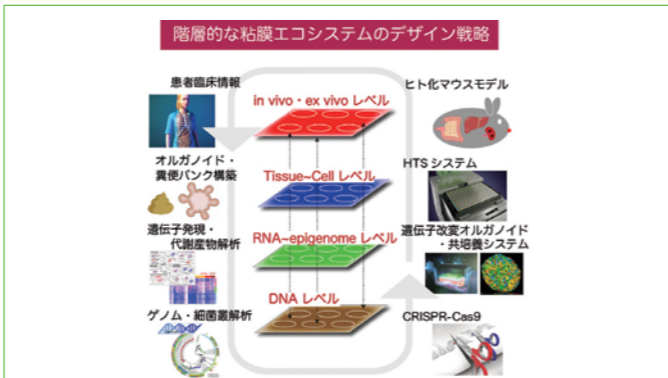 階層的な粘膜エコシステムのデザイン戦略
患者臨床情報
in vivo・ex vivo レベル
ヒト化マウスモデル
オルガノイド・
糞便バンク構築
Tissue~Cell レベル
HTS システム
遺伝子発現・
代謝産物解析
RNA~epigenome レベル
遺伝子改変オルガノイド
・共培養システム
DNA レベル
ゲノム・細菌叢解析
CRISPR-Cas9